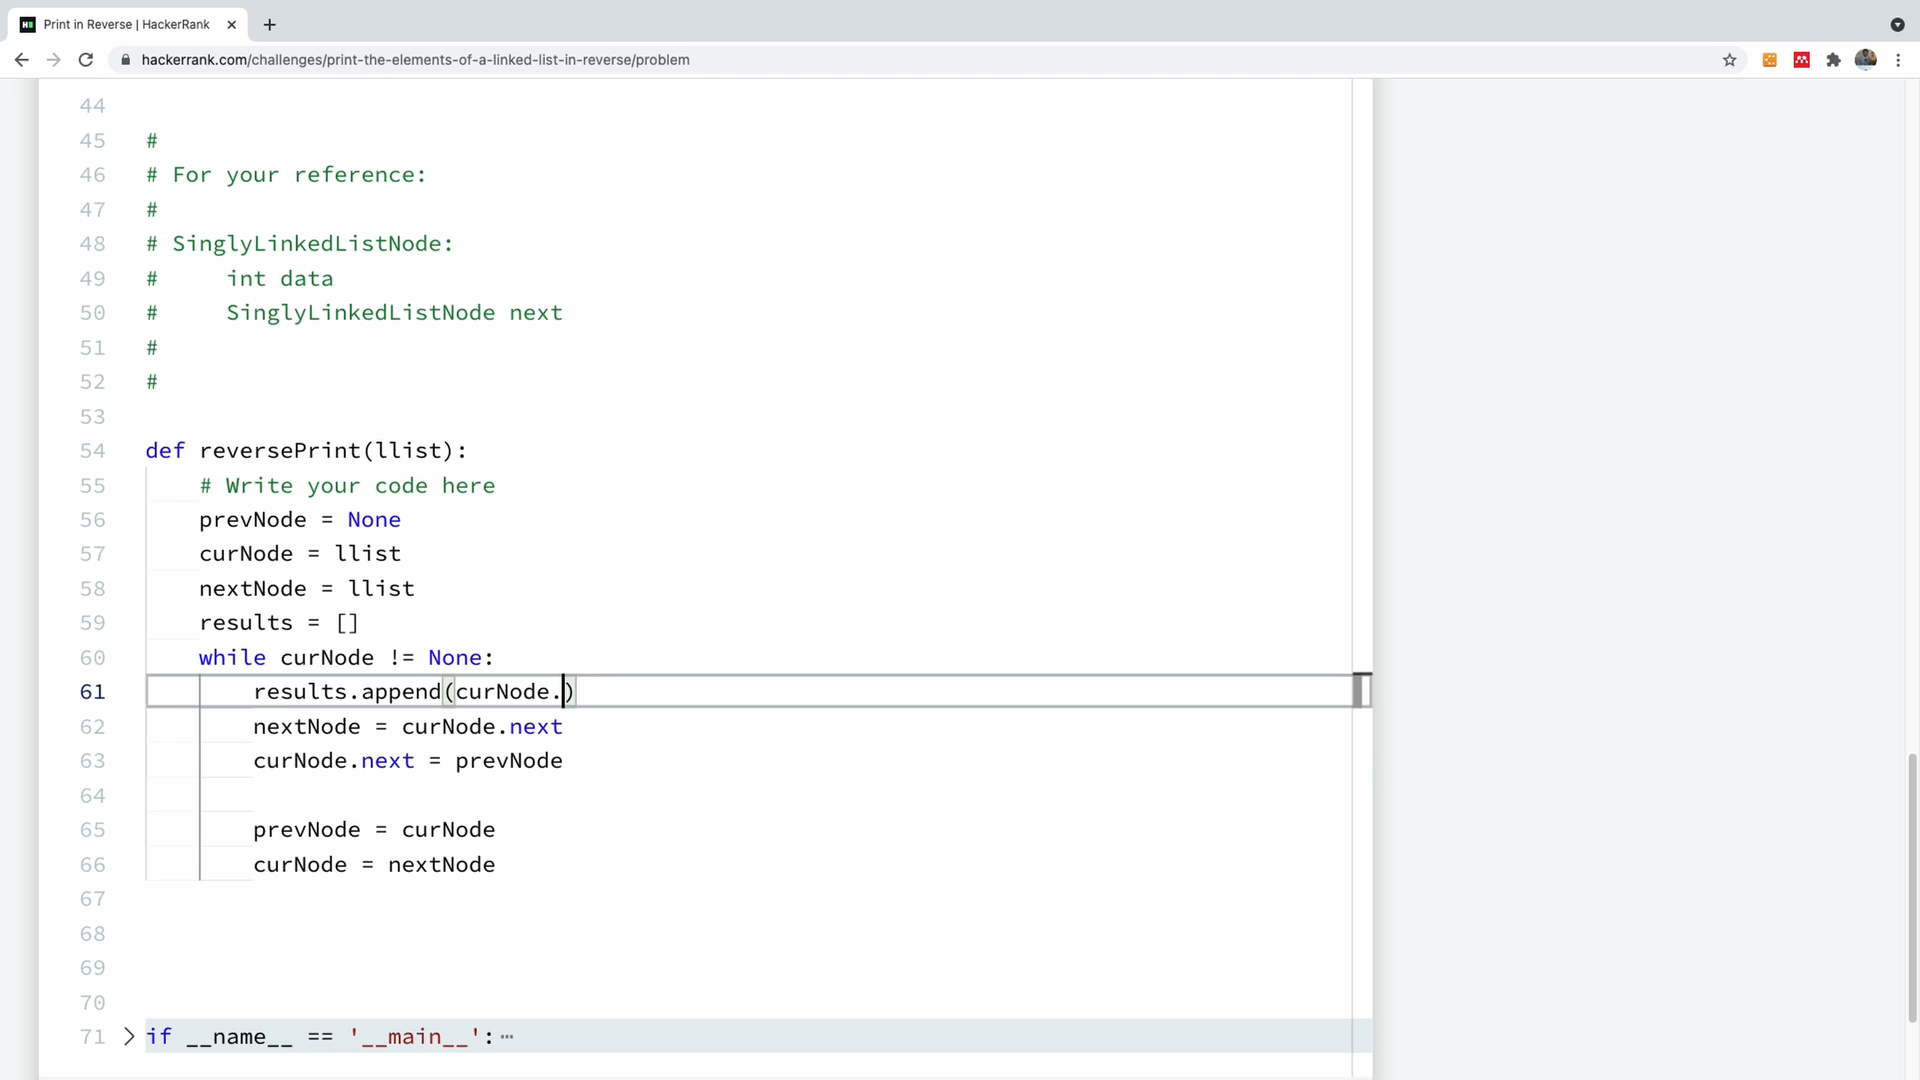 Print in Reverse | HackerRank
hackerrank.com/challenges/print-the-elements-of-a-linked-list-in-reverse/problem
44
45 #
46 # For your reference:
47 #
48 # SinglyLinkedListNode:
49 #     int data
50 #     SinglyLinkedListNode next
51 #
52 #
53
54 def reversePrint(llist):
55     # Write your code here
56     prevNode = None
57     curNode = llist
58     nextNode = llist
59     results = []
60     while curNode != None:
61         results.append(curNode.)
62         nextNode = curNode.next
63         curNode.next = prevNode
64
65         prevNode = curNode
66         curNode = nextNode
67
68
69
70
71 if __name__ == '__main__':